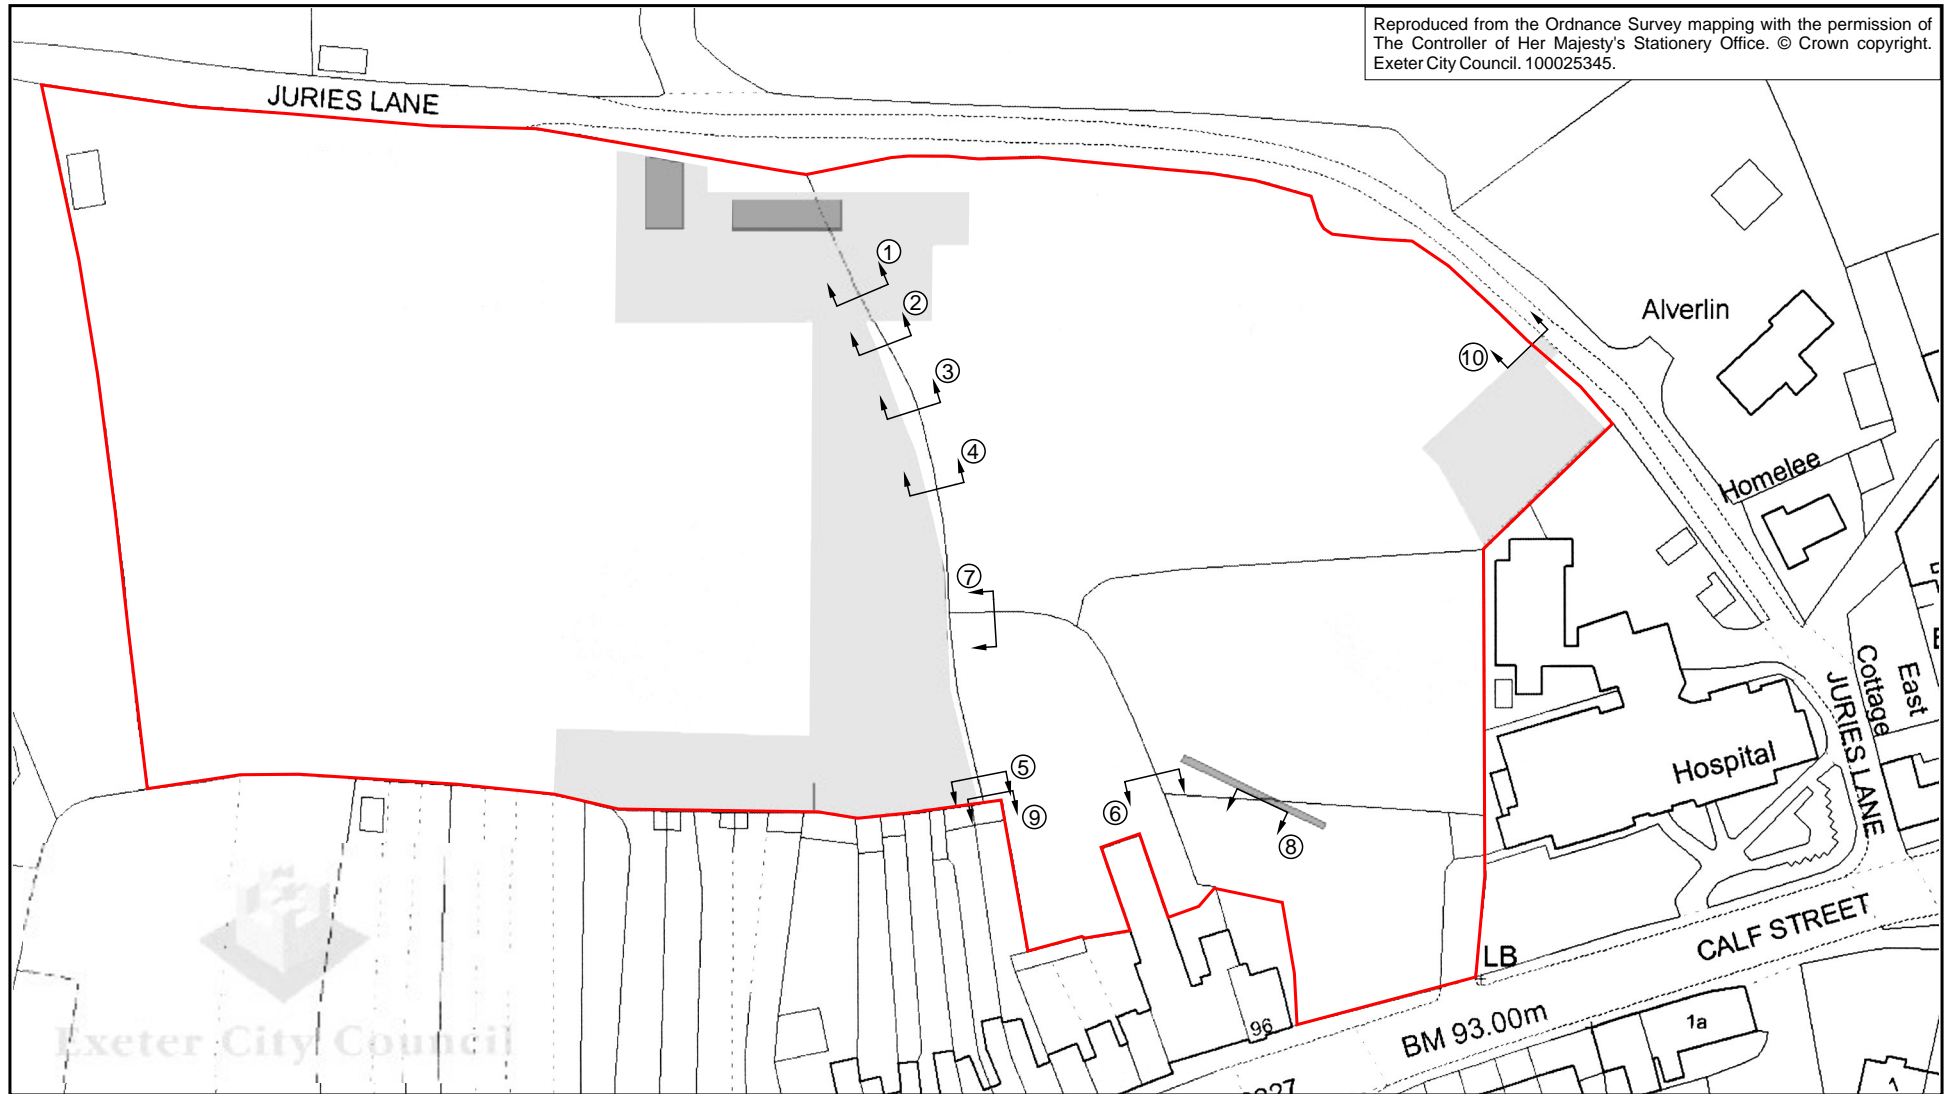 Reproduced from the Ordnance Survey mapping with the permission of
The Controller of Her Majesty's Stationery Office. © Crown copyright.
Exeter City Council. 100025345.
JURIES LANE
1
2
3
4
10
Alverlin
Homelee
7
East
Cottage
JURIES LANE
Hospital
5
9
6
8
LB
CALF STREET
BM 93.00m
1a
96
1
Exeter City Council